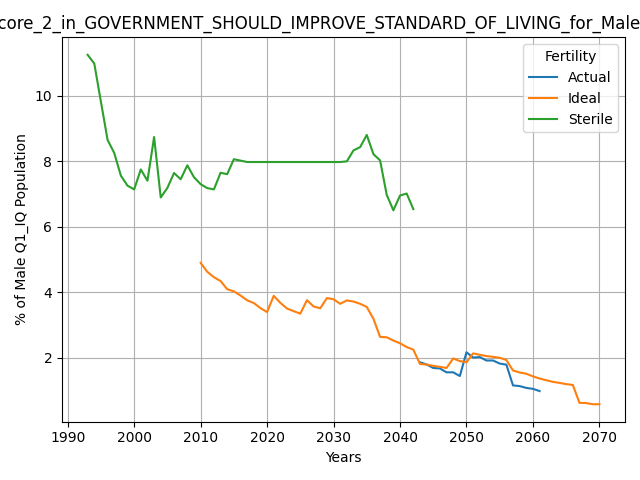 core_2_in_GOVERNMENT_SHOULD_IMPROVE_STANDARD_OF_LIVING_for_Male
Fertility
Actual
Ideal
Sterile
% of Male Q1_IQ Population
10
8
6
4
2
1990 2000 2010 2020 2030 2040 2050 2060 2070
Years